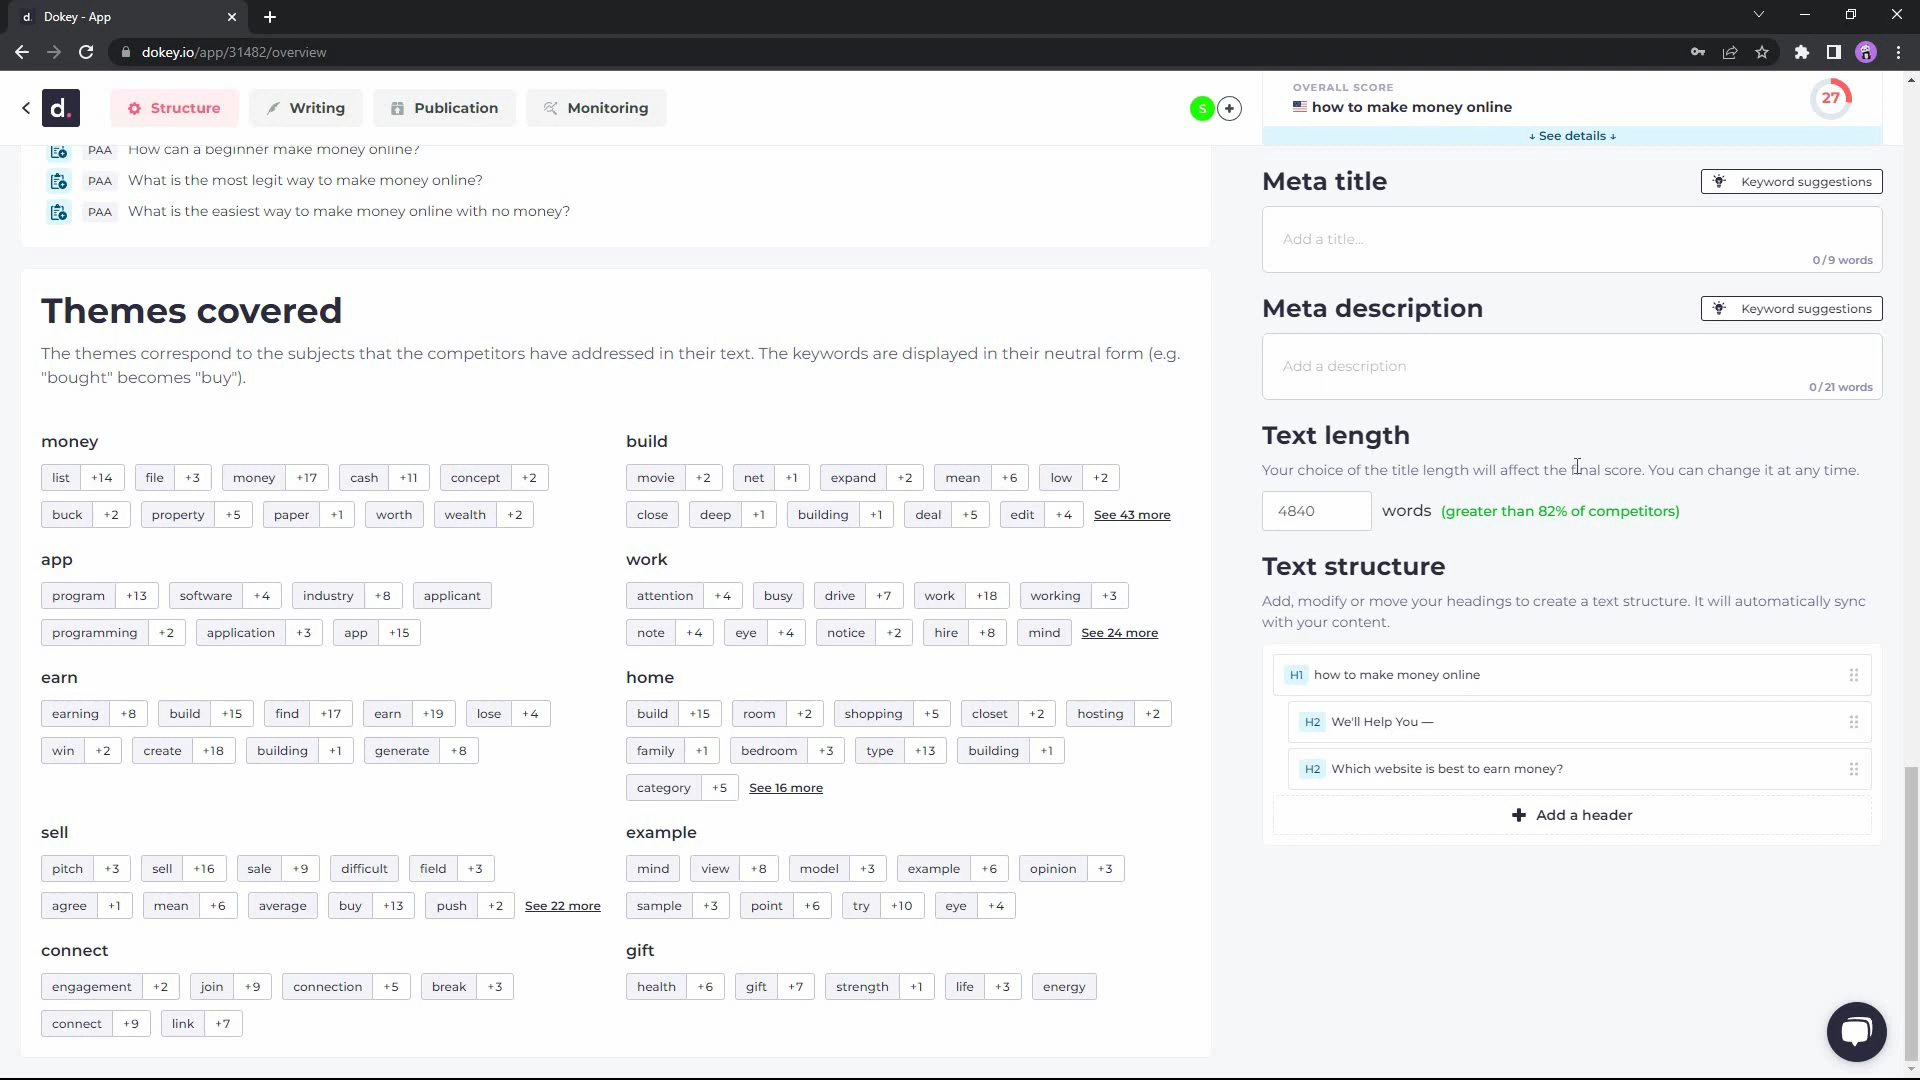 d. Dokey - App
dokey.io/app/31482/overview
d. Structure Writing Publication Monitoring S
OVERALL SCORE
how to make money online 27
↓ See details ↓
PAA How can a beginner make money online?
PAA What is the most legit way to make money online?
PAA What is the easiest way to make money online with no money?
Themes covered
The themes correspond to the subjects that the competitors have addressed in their text. The keywords are displayed in their neutral form (e.g.
"bought" becomes "buy").
money
list +14 file +3 money +17 cash +11 concept +2
buck +2 property +5 paper +1 worth wealth +2
build
movie +2 net +1 expand +2 mean +6 low +2
close deep +1 building +1 deal +5 edit +4 See 43 more
app
program +13 software +4 industry +8 applicant
programming +2 application +3 app +15
work
attention +4 busy drive +7 work +18 working +3
note +4 eye +4 notice +2 hire +8 mind See 24 more
earn
earning +8 build +15 find +17 earn +19 lose +4
win +2 create +18 building +1 generate +8
home
build +15 room +2 shopping +5 closet +2 hosting +2
family +1 bedroom +3 type +13 building +1
category +5 See 16 more
sell
pitch +3 sell +16 sale +9 difficult field +3
agree +1 mean +6 average buy +13 push +2 See 22 more
example
mind view +8 model +3 example +6 opinion +3
sample +3 point +6 try +10 eye +4
connect
engagement +2 join +9 connection +5 break +3
connect +9 link +7
gift
health +6 gift +7 strength +1 life +3 energy
Meta title Keyword suggestions
Add a title...
0/9 words
Meta description Keyword suggestions
Add a description
0/21 words
Text length
Your choice of the title length will affect the final score. You can change it at any time.
4840 words (greater than 82% of competitors)
Text structure
Add, modify or move your headings to create a text structure. It will automatically sync
with your content.
H1 how to make money online
H2 We'll Help You —
H2 Which website is best to earn money?
+ Add a header